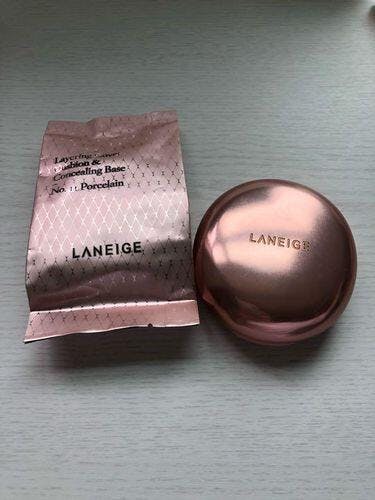 Layering Cover
Cushion &
Concealing Base
No. 11 Porcelain
LANEIGE
LANEIGE